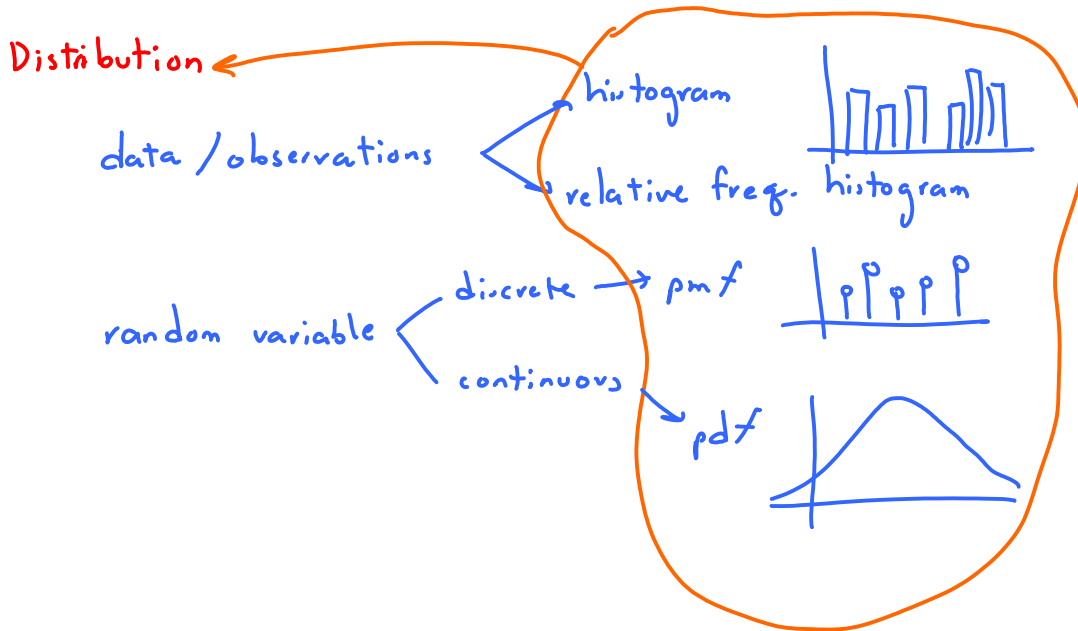 Distribution
histogram
data / observations
relative freq. histogram
discrete
pmf
random variable
continuous
pdf